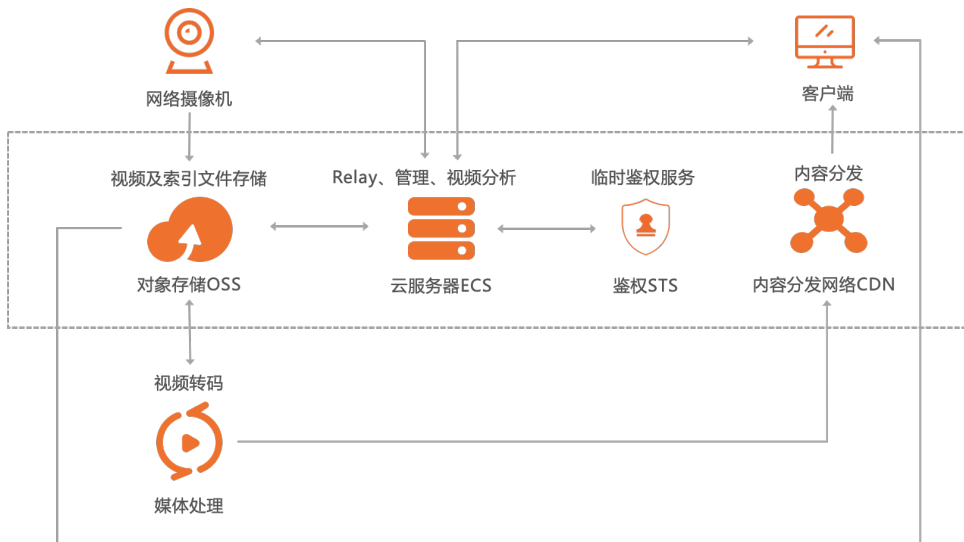 网络摄像机
客户端
视频及索引文件存储
Relay、管理、视频分析
临时鉴权服务
内容分发
对象存储OSS
云服务器ECS
鉴权STS
内容分发网络CDN
视频转码
媒体处理